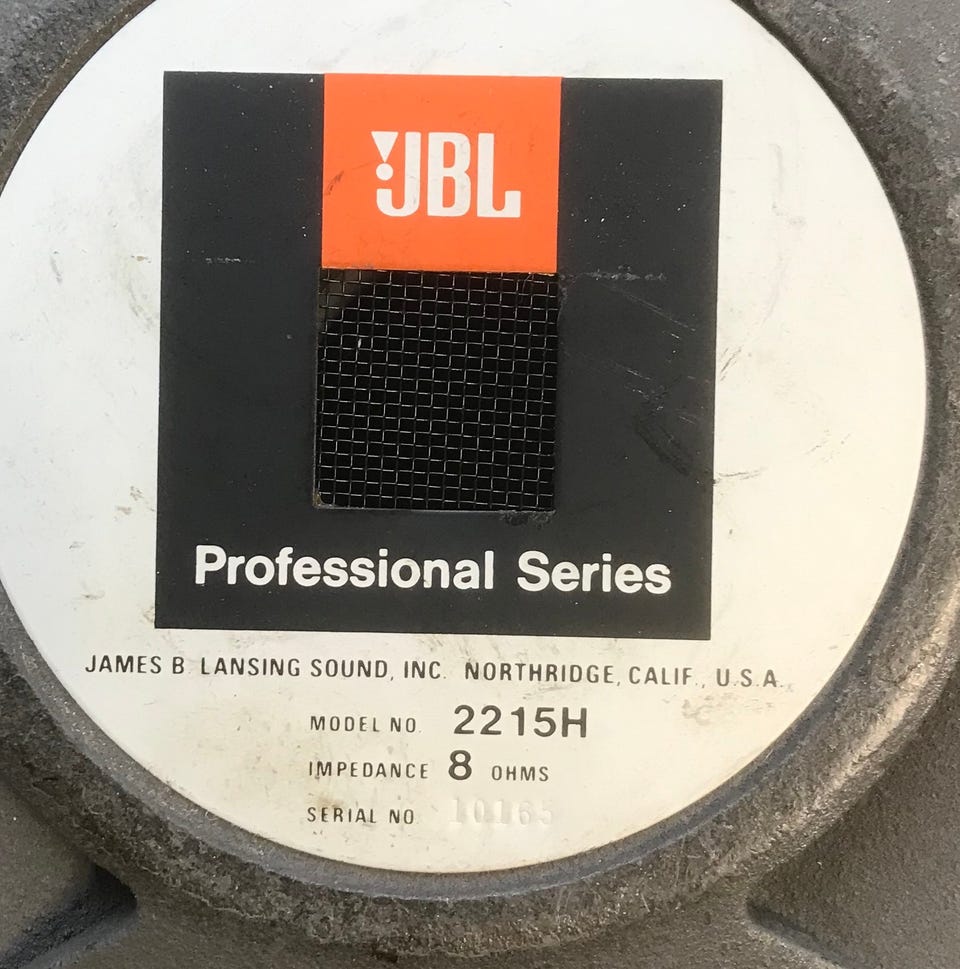 JBL
Professional Series
JAMES B. LANSING SOUND, INC. NORTHRIDGE, CALIF., U.S.A.
MODEL NO. 2215H
IMPEDANCE 8 OHMS
SERIAL NO. 10165